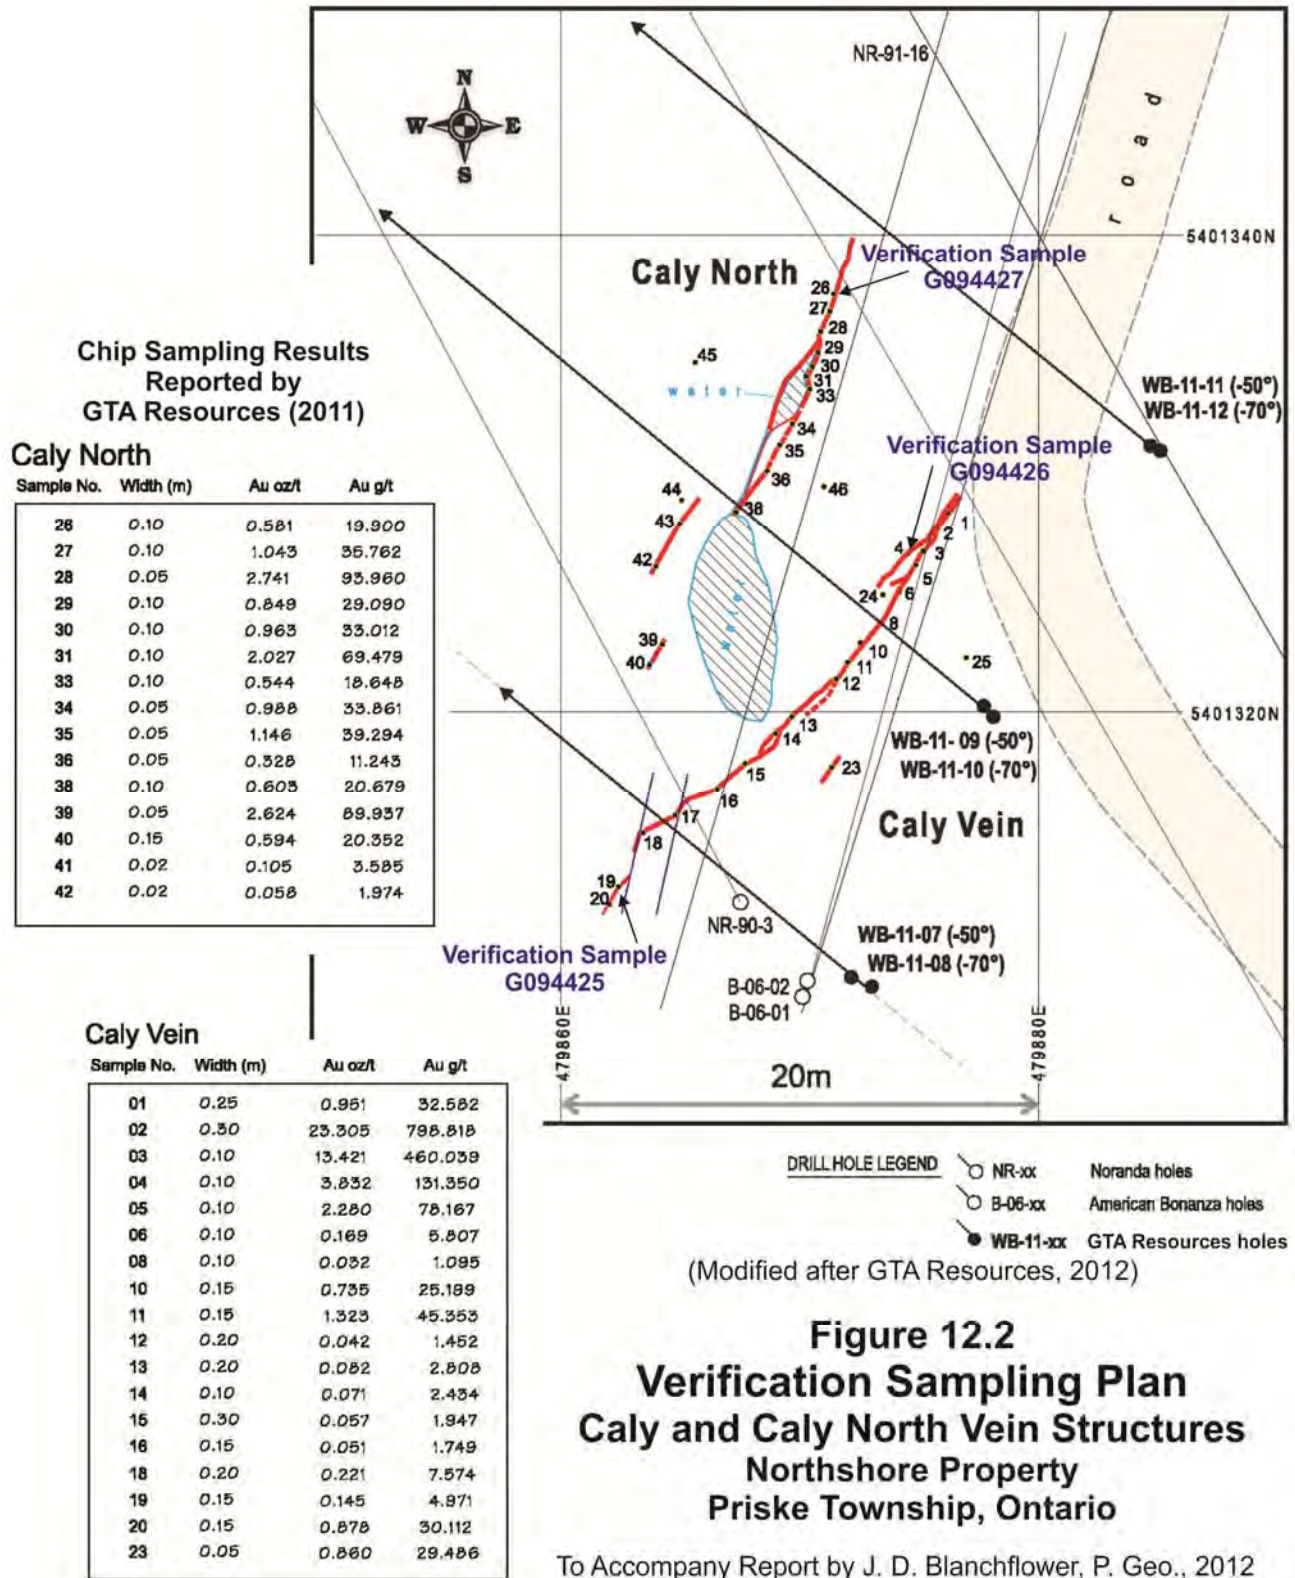 N
W E
S
NR-91-16
road
5401340N
Caly North
Verification Sample
G094427
26
27
28
29
30
31
33
34
35
36
38
45
water
44
43
42
39
40
46
water
WB-11-11 (-50°)
WB-11-12 (-70°)
Verification Sample
G094426
1
2
3
4
5
6
24
8
10
11
12
13
14
15
16
17
18
19
20
23
25
5401320N
WB-11-09 (-50°)
WB-11-10 (-70°)
Caly Vein
NR-90-3
WB-11-07 (-50°)
WB-11-08 (-70°)
B-06-02
B-06-01
Verification Sample
G094425
479860E
479880E
20m
Chip Sampling Results
Reported by
GTA Resources (2011)
Caly North
Sample No. Width (m) Au oz/t Au g/t
26 0.10 0.581 19.900
27 0.10 1.043 35.762
28 0.05 2.741 93.960
29 0.10 0.849 29.090
30 0.10 0.963 33.012
31 0.10 2.027 69.479
33 0.10 0.544 18.648
34 0.05 0.988 33.861
35 0.05 1.146 39.294
36 0.05 0.328 11.243
38 0.10 0.603 20.679
39 0.05 2.624 89.937
40 0.15 0.594 20.352
41 0.02 0.105 3.585
42 0.02 0.058 1.974
Caly Vein
Sample No. Width (m) Au oz/t Au g/t
01 0.25 0.951 32.582
02 0.30 23.305 798.818
03 0.10 13.421 460.039
04 0.10 3.832 131.350
05 0.10 2.280 78.167
06 0.10 0.169 5.807
08 0.10 0.032 1.095
10 0.15 0.735 25.199
11 0.15 1.323 45.353
12 0.20 0.042 1.452
13 0.20 0.082 2.808
14 0.10 0.071 2.434
15 0.30 0.057 1.947
16 0.15 0.051 1.749
18 0.20 0.221 7.574
19 0.15 0.145 4.971
20 0.15 0.878 30.112
23 0.05 0.860 29.486
DRILL HOLE LEGEND
NR-xx Noranda holes
B-06-xx American Bonanza holes
WB-11-xx GTA Resources holes
(Modified after GTA Resources, 2012)
Figure 12.2
Verification Sampling Plan
Caly and Caly North Vein Structures
Northshore Property
Priske Township, Ontario
To Accompany Report by J. D. Blanchflower, P. Geo., 2012